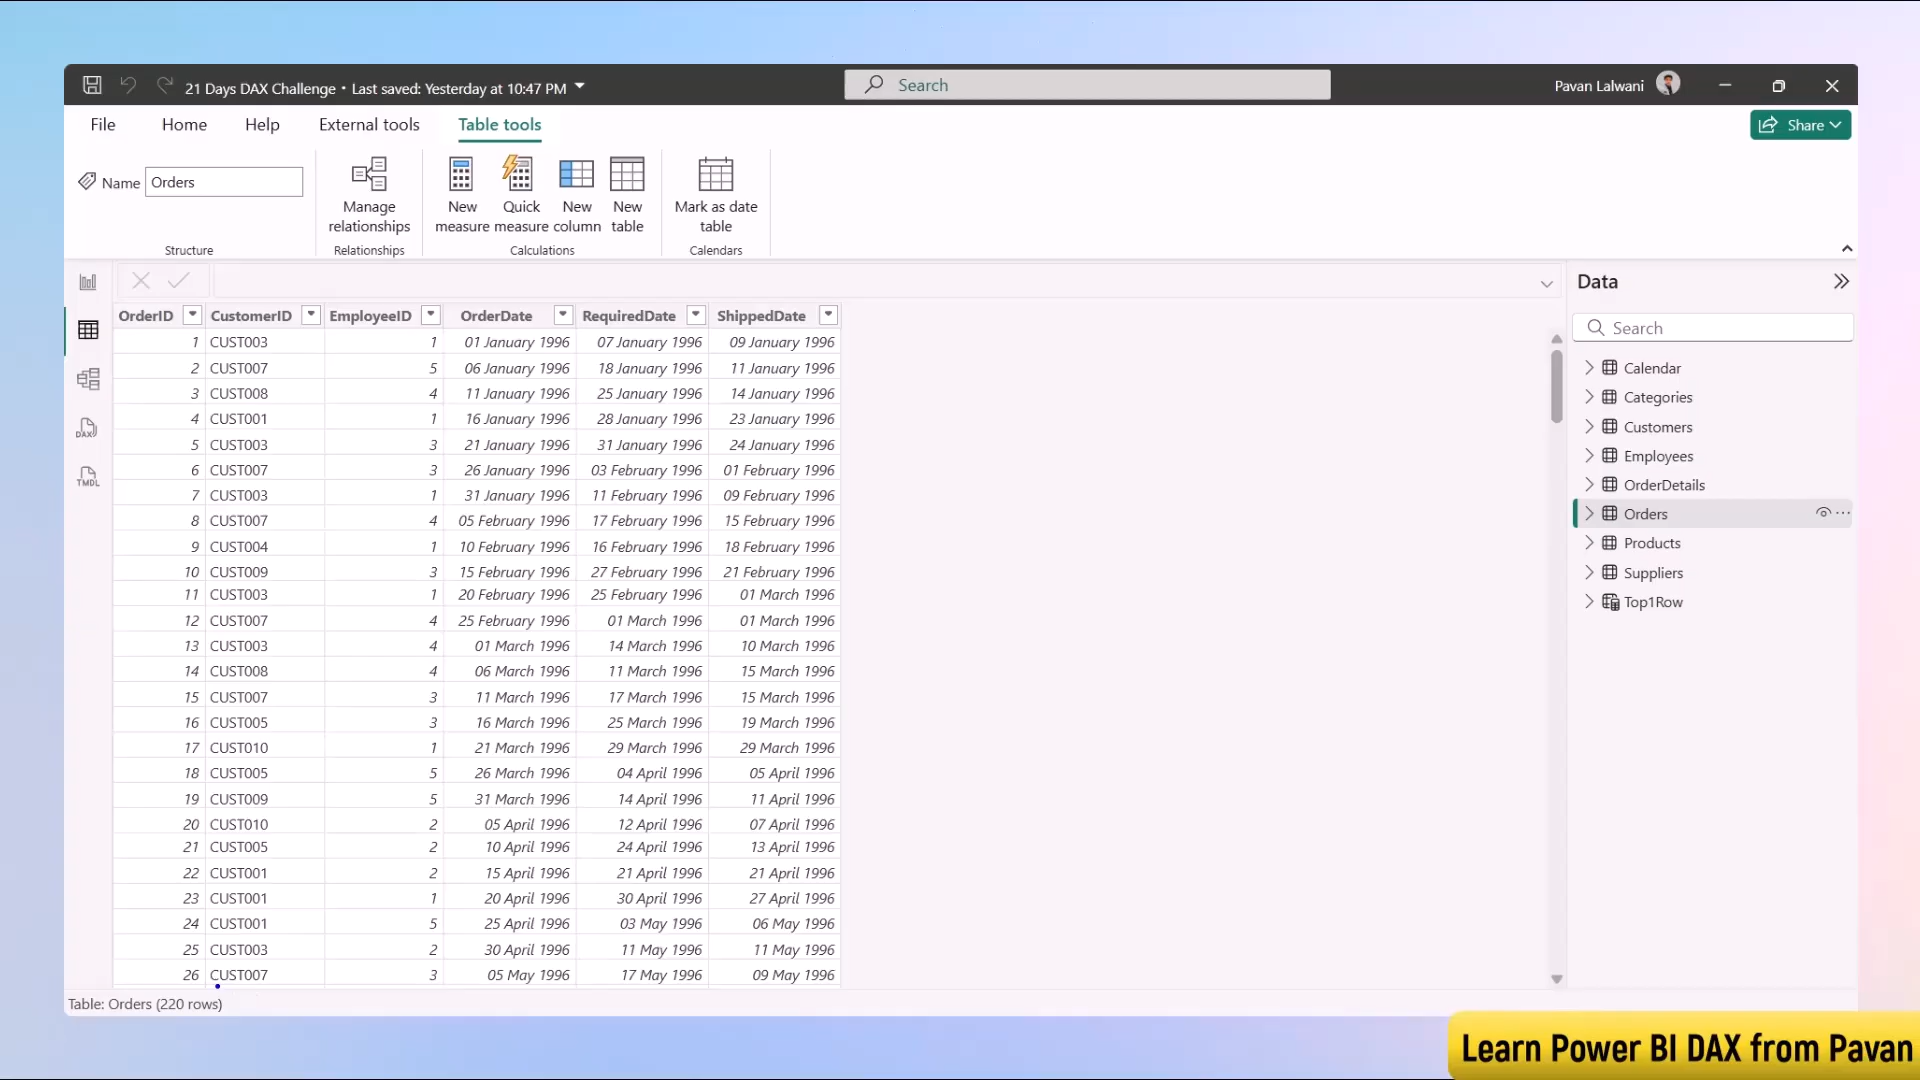 21 Days DAX Challenge • Last saved: Yesterday at 10:47 PM
Search
Pavan Lalwani
File Home Help External tools Table tools
Share
Name Orders
Manage relationships
New measure
Quick measure
New column
New table
Mark as date table
Structure Relationships Calculations Calendars
OrderID CustomerID EmployeeID OrderDate RequiredDate ShippedDate
1 CUST003 1 01 January 1996 07 January 1996 09 January 1996
2 CUST007 5 06 January 1996 18 January 1996 11 January 1996
3 CUST008 4 11 January 1996 25 January 1996 14 January 1996
4 CUST001 1 16 January 1996 28 January 1996 23 January 1996
5 CUST003 3 21 January 1996 31 January 1996 24 January 1996
6 CUST007 3 26 January 1996 03 February 1996 01 February 1996
7 CUST003 1 31 January 1996 11 February 1996 09 February 1996
8 CUST007 4 05 February 1996 17 February 1996 15 February 1996
9 CUST004 1 10 February 1996 16 February 1996 18 February 1996
10 CUST009 3 15 February 1996 27 February 1996 21 February 1996
11 CUST003 1 20 February 1996 25 February 1996 01 March 1996
12 CUST007 4 25 February 1996 01 March 1996 01 March 1996
13 CUST003 4 01 March 1996 14 March 1996 10 March 1996
14 CUST008 4 06 March 1996 11 March 1996 15 March 1996
15 CUST007 3 11 March 1996 17 March 1996 15 March 1996
16 CUST005 3 16 March 1996 25 March 1996 19 March 1996
17 CUST010 1 21 March 1996 29 March 1996 29 March 1996
18 CUST005 5 26 March 1996 04 April 1996 05 April 1996
19 CUST009 5 31 March 1996 14 April 1996 11 April 1996
20 CUST010 2 05 April 1996 12 April 1996 07 April 1996
21 CUST005 2 10 April 1996 24 April 1996 13 April 1996
22 CUST001 2 15 April 1996 21 April 1996 21 April 1996
23 CUST001 1 20 April 1996 30 April 1996 27 April 1996
24 CUST001 5 25 April 1996 03 May 1996 06 May 1996
25 CUST003 2 30 April 1996 11 May 1996 11 May 1996
26 CUST007 3 05 May 1996 17 May 1996 09 May 1996
Table: Orders (220 rows)
DAX
TMDL
Data
Search
Calendar
Categories
Customers
Employees
OrderDetails
Orders
Products
Suppliers
Top1Row
Learn Power BI DAX from Pavan